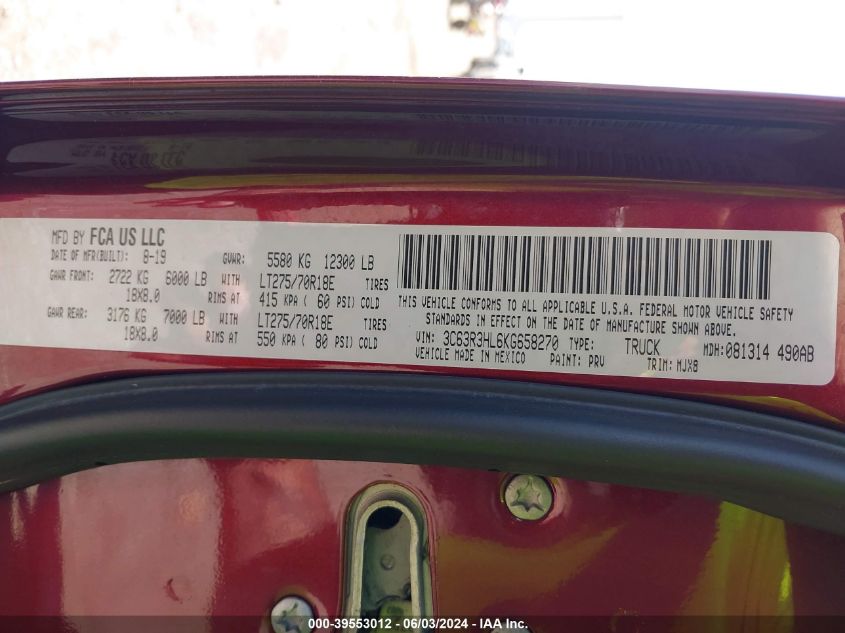 MFD BY FCA US LLC
DATE OF MFR(BUILT): 8-19 GVWR: 5580 KG 12300 LB
GAWR FRONT: 2722 KG 6000 LB WITH LT275/70R18E TIRES
18X8.0 RIMS AT 415 KPA ( 60 PSI) COLD
GAWR REAR: 3176 KG 7000 LB WITH LT275/70R18E TIRES
18X8.0 RIMS AT 550 KPA ( 80 PSI) COLD
THIS VEHICLE CONFORMS TO ALL APPLICABLE U.S.A. FEDERAL MOTOR VEHICLE SAFETY
STANDARDS IN EFFECT ON THE DATE OF MANUFACTURE SHOWN ABOVE.
VIN: 3C63R3HL6KG658270 TYPE: TRUCK MDH:081314 490AB
VEHICLE MADE IN MEXICO PAINT: PRV TRIM: MJX8
000-39553012 - 06/03/2024 - IAA Inc.